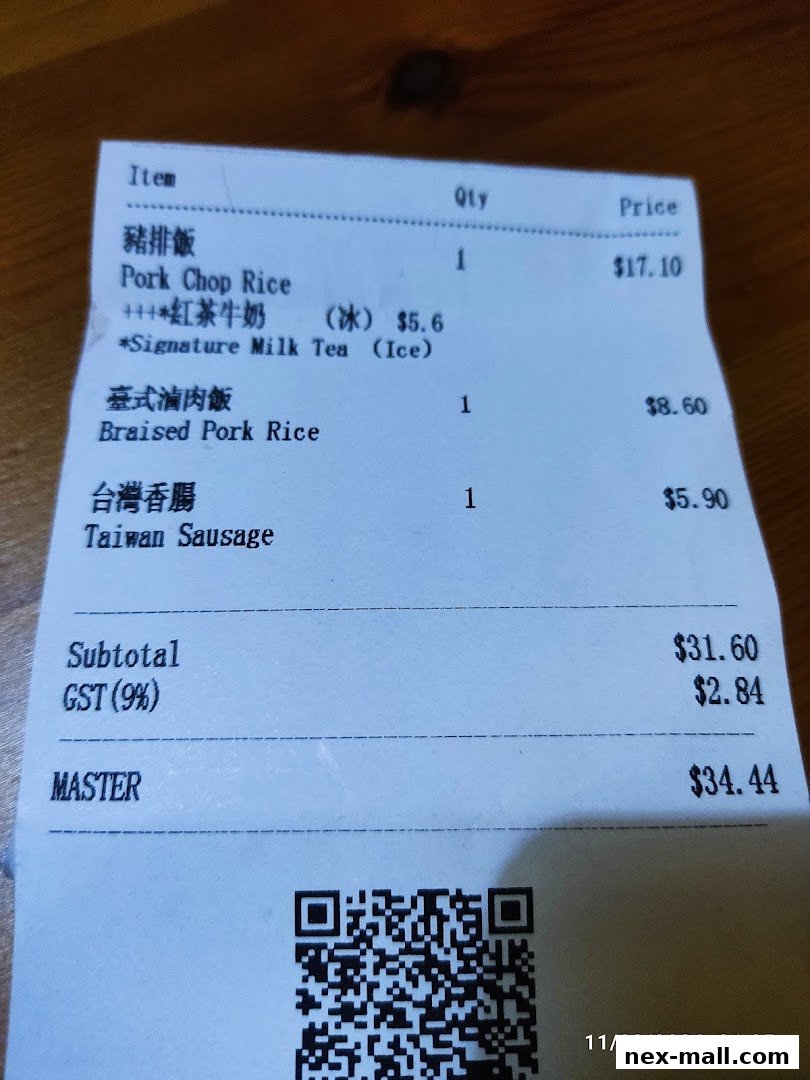 Item Qty Price
豬排飯 1 $17.10
Pork Chop Rice
+++*紅茶牛奶 (冰) $5.6
*Signature Milk Tea (Ice)
臺式滷肉飯 1 $8.60
Braised Pork Rice
台灣香腸 1 $5.90
Taiwan Sausage
Subtotal $31.60
GST(9%) $2.84
MASTER $34.44
nex-mall.com